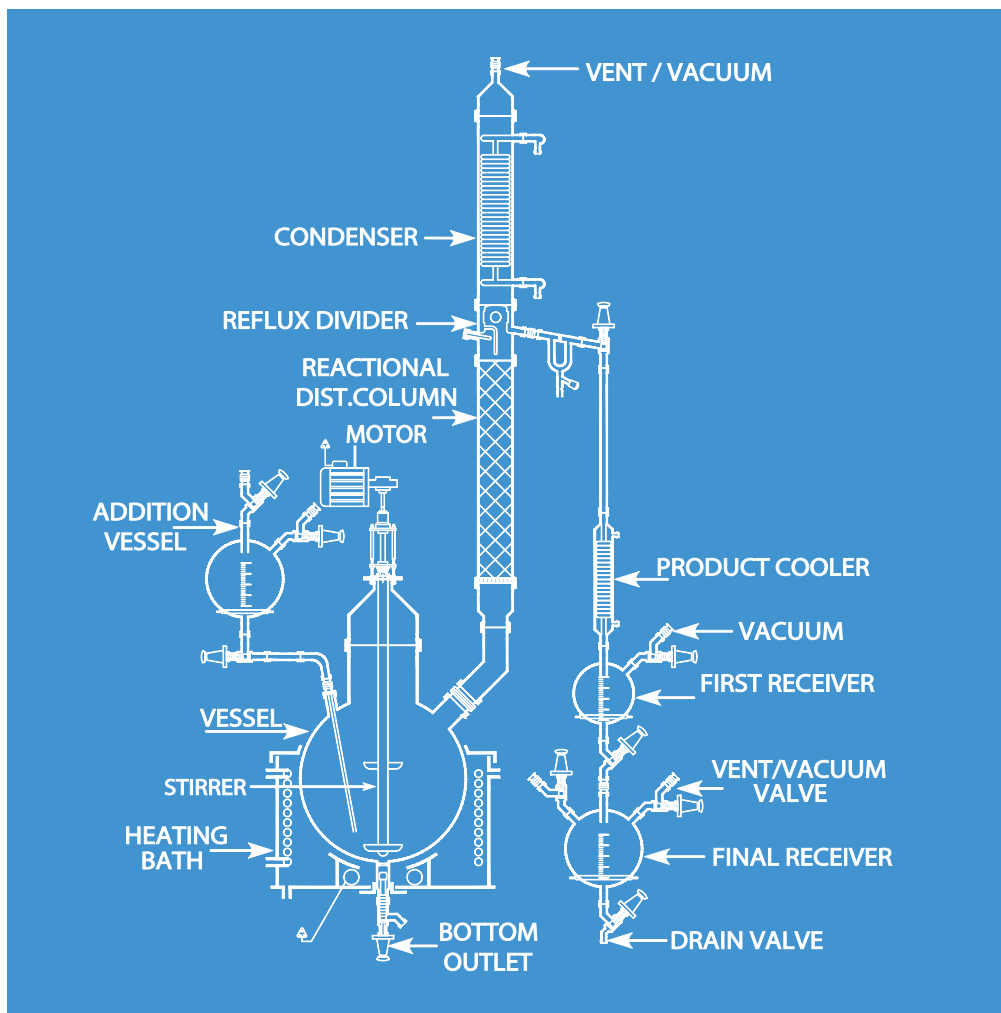 VENT / VACUUM
CONDENSER
REFLUX DIVIDER
REACTIONAL
DIST.COLUMN
MOTOR
ADDITION
VESSEL
PRODUCT COOLER
VACUUM
FIRST RECEIVER
VESSEL
STIRRER
VENT/VACUUM
VALVE
HEATING
BATH
FINAL RECEIVER
BOTTOM
OUTLET
DRAIN VALVE